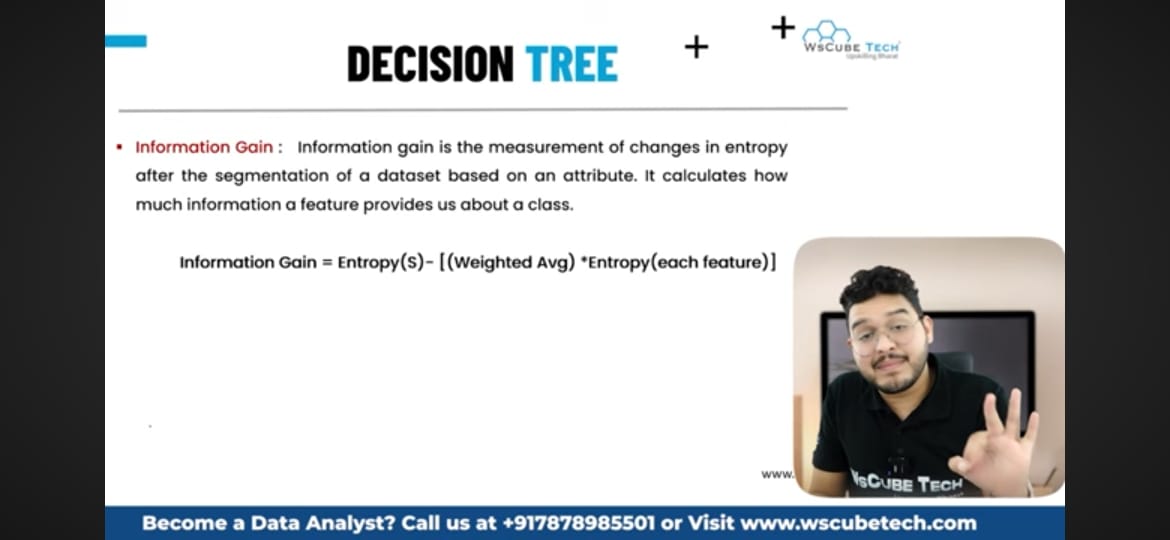 DECISION TREE
WSCUBE TECH
Upskilling Bharat
▪ Information Gain : Information gain is the measurement of changes in entropy
after the segmentation of a dataset based on an attribute. It calculates how
much information a feature provides us about a class.
Information Gain = Entropy(S)- [(Weighted Avg) *Entropy(each feature)]
www.
WSCUBE TECH
Become a Data Analyst? Call us at +917878985501 or Visit www.wscubetech.com